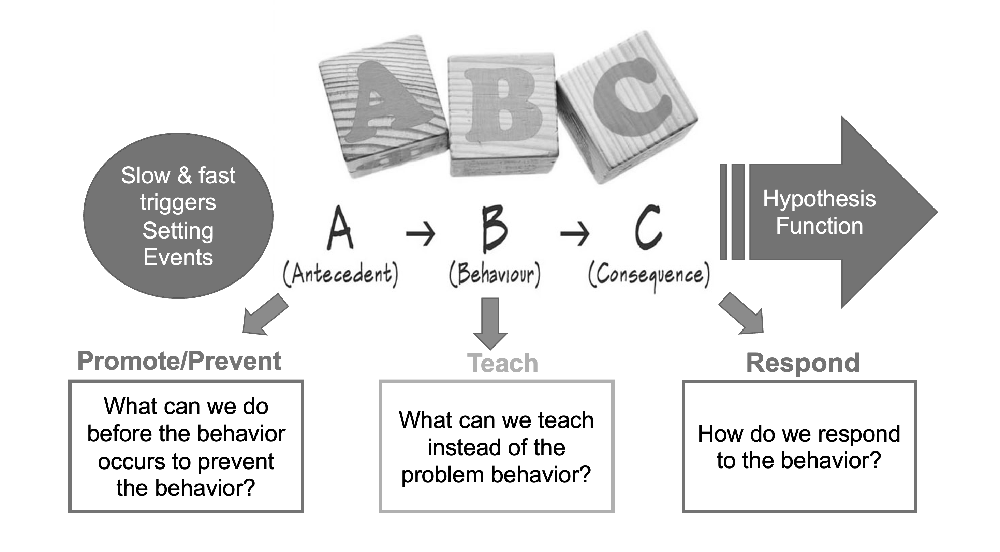 A B C
Slow & fast
triggers
Setting
Events
A → B → C
(Antecedent) (Behaviour) (Consequence)
Hypothesis
Function
Promote/Prevent
What can we do
before the behavior
occurs to prevent
the behavior?
Teach
What can we teach
instead of the
problem behavior?
Respond
How do we respond
to the behavior?